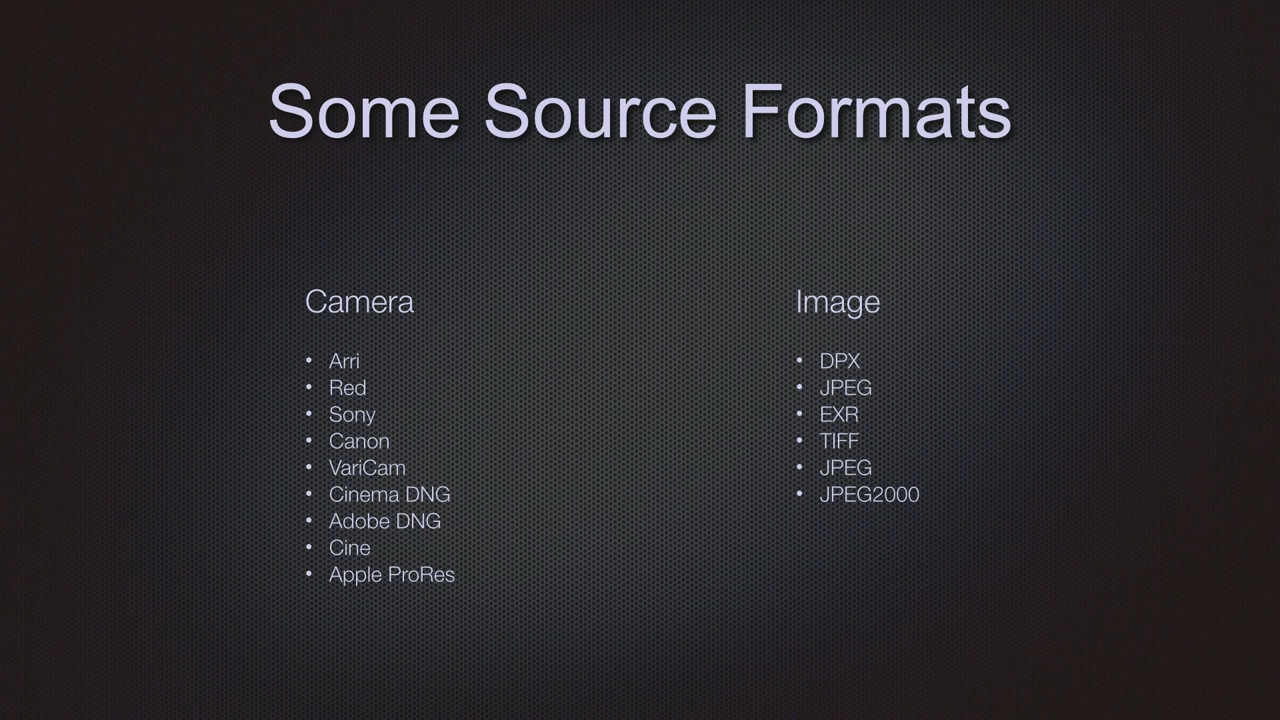 Some Source Formats
Camera
• Arri
• Red
• Sony
• Canon
• VariCam
• Cinema DNG
• Adobe DNG
• Cine
• Apple ProRes
Image
• DPX
• JPEG
• EXR
• TIFF
• JPEG
• JPEG2000